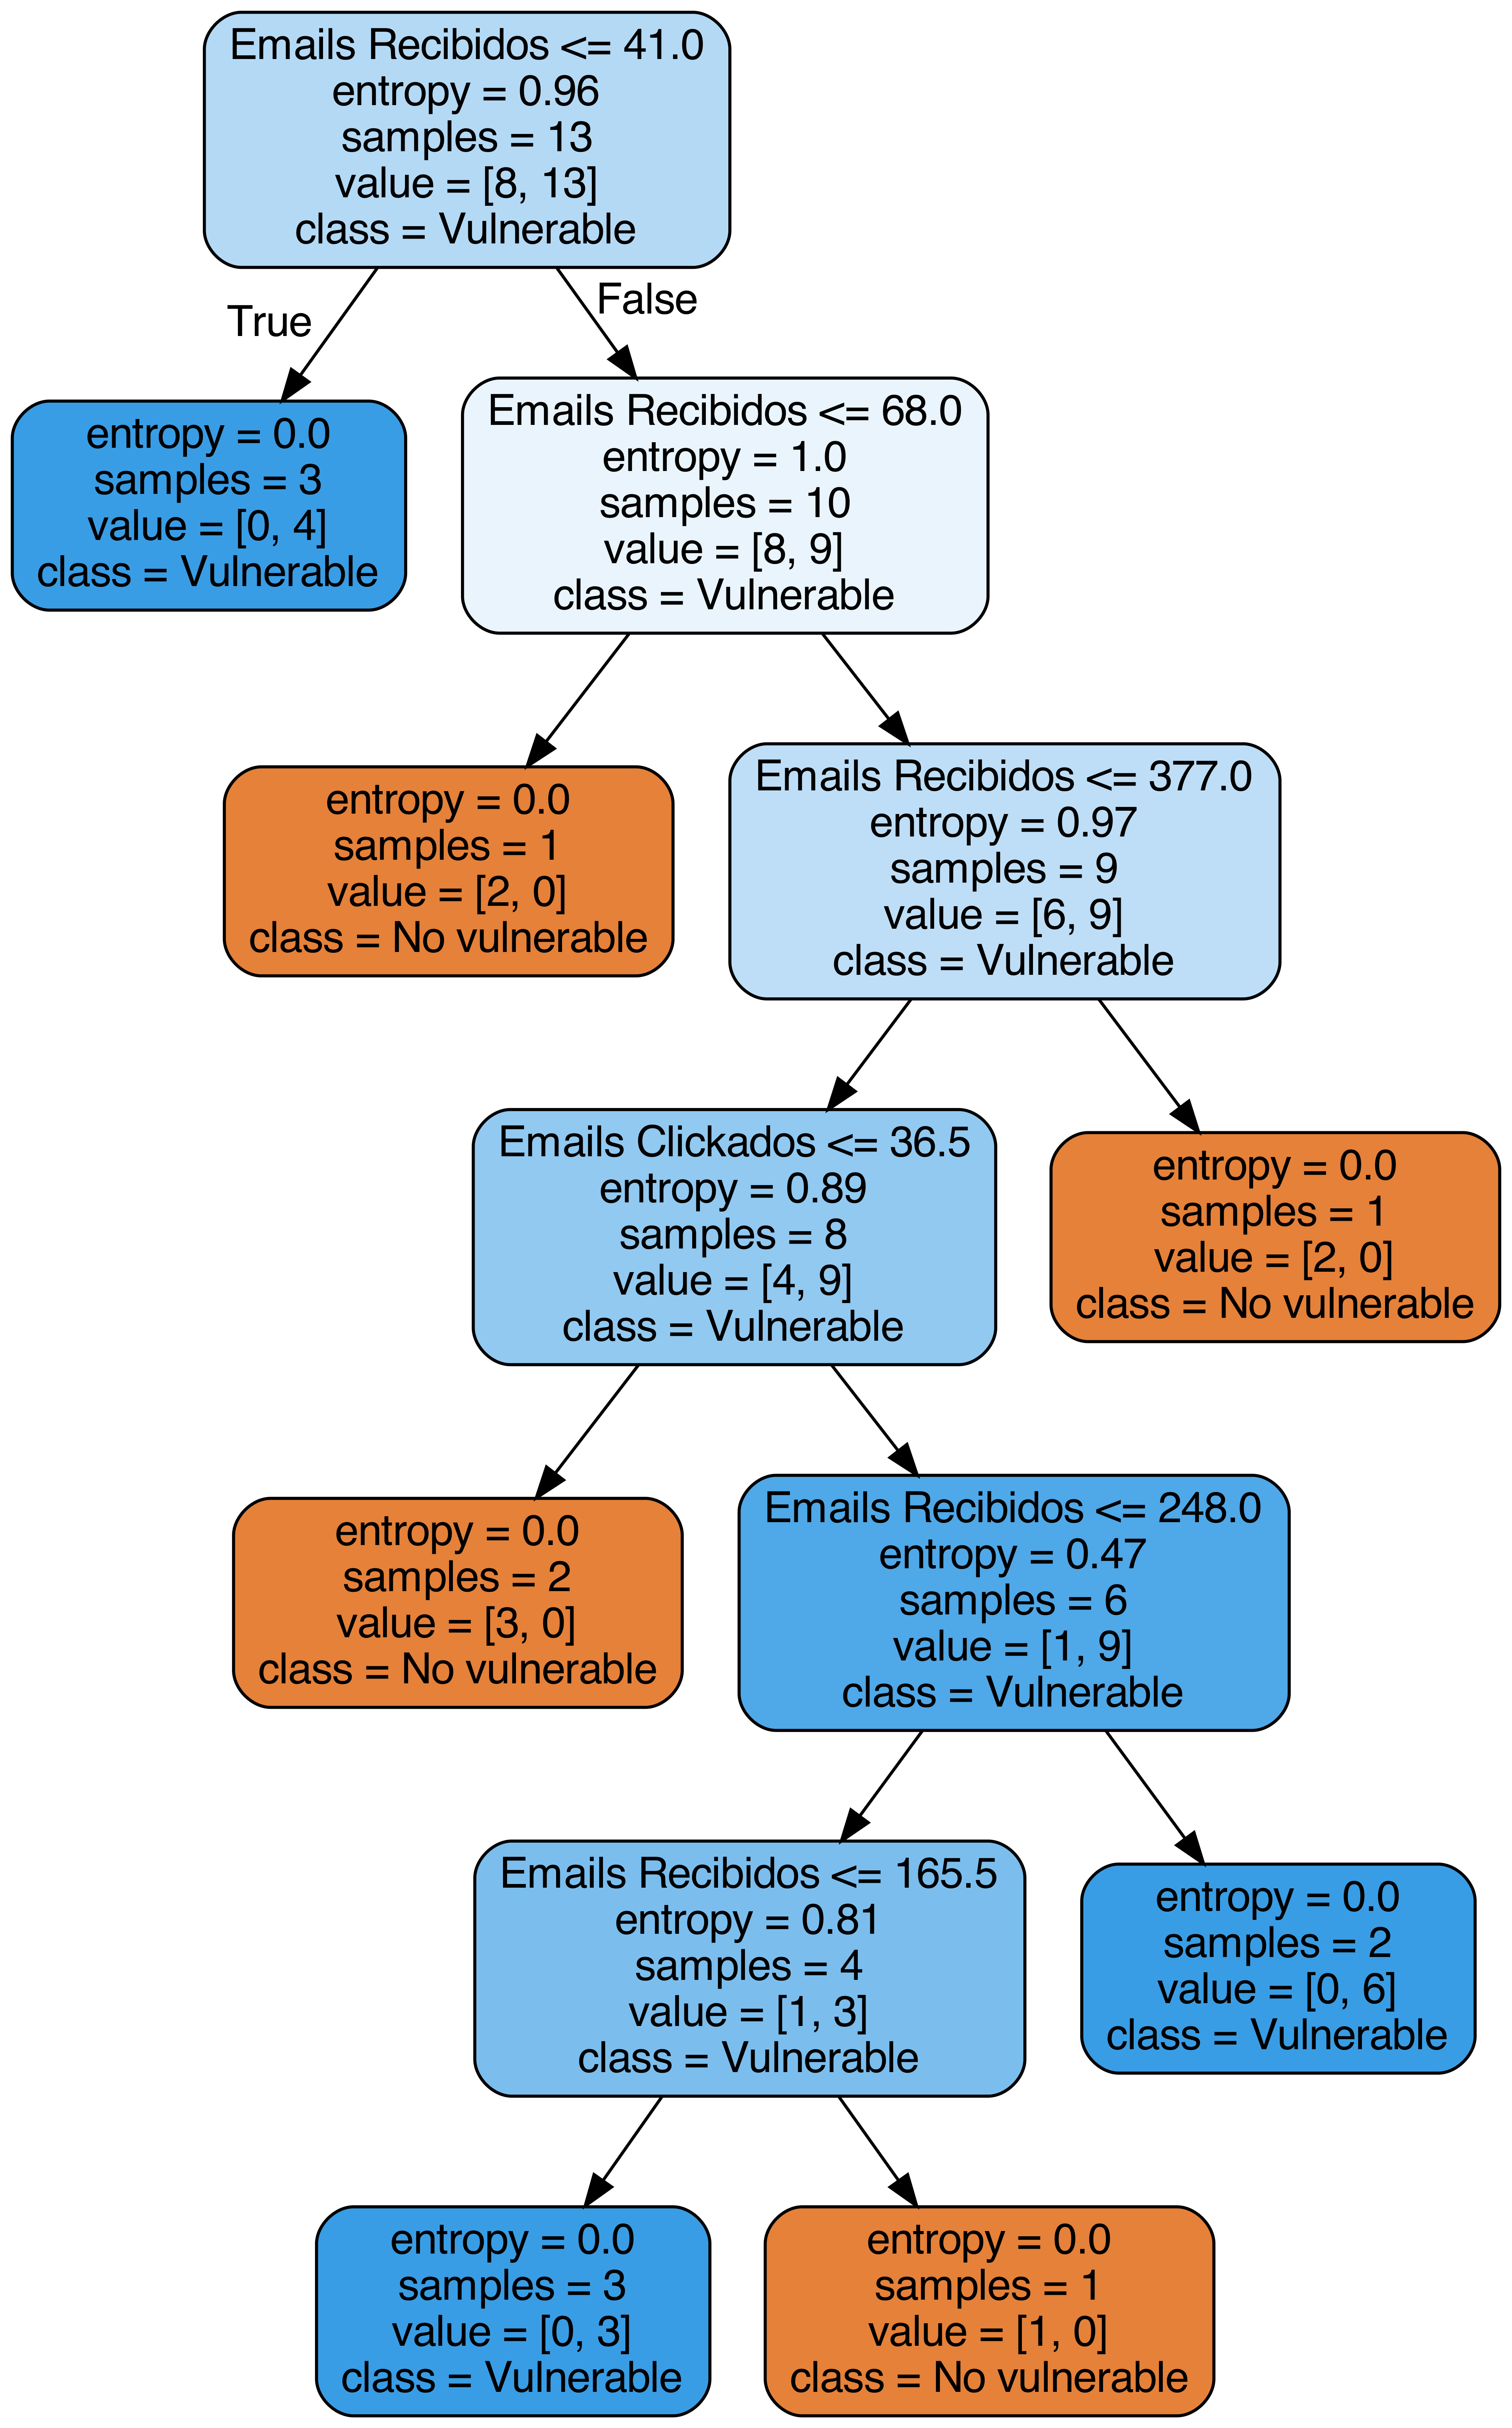 Emails Recibidos <= 41.0
entropy = 0.96
samples = 13
value = [8, 13]
class = Vulnerable
True
False
entropy = 0.0
samples = 3
value = [0, 4]
class = Vulnerable
Emails Recibidos <= 68.0
entropy = 1.0
samples = 10
value = [8, 9]
class = Vulnerable
entropy = 0.0
samples = 1
value = [2, 0]
class = No vulnerable
Emails Recibidos <= 377.0
entropy = 0.97
samples = 9
value = [6, 9]
class = Vulnerable
Emails Clickados <= 36.5
entropy = 0.89
samples = 8
value = [4, 9]
class = Vulnerable
entropy = 0.0
samples = 1
value = [2, 0]
class = No vulnerable
entropy = 0.0
samples = 2
value = [3, 0]
class = No vulnerable
Emails Recibidos <= 248.0
entropy = 0.47
samples = 6
value = [1, 9]
class = Vulnerable
Emails Recibidos <= 165.5
entropy = 0.81
samples = 4
value = [1, 3]
class = Vulnerable
entropy = 0.0
samples = 2
value = [0, 6]
class = Vulnerable
entropy = 0.0
samples = 3
value = [0, 3]
class = Vulnerable
entropy = 0.0
samples = 1
value = [1, 0]
class = No vulnerable